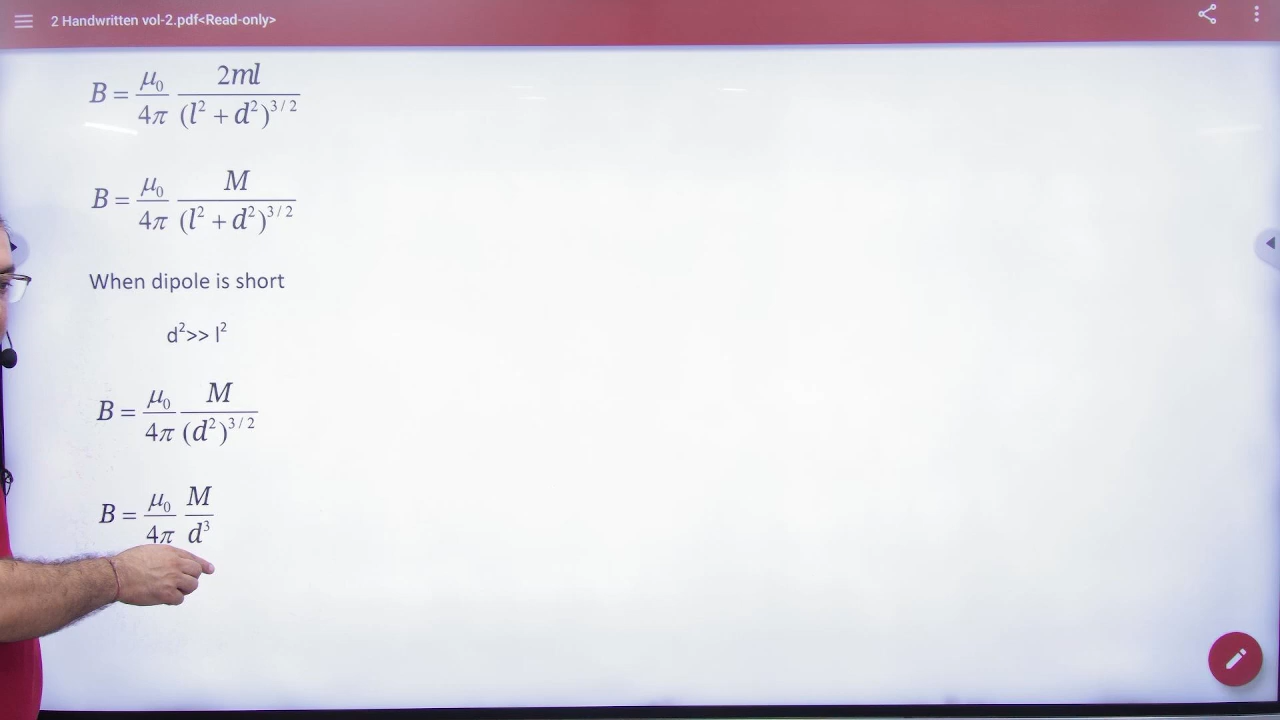 2 Handwritten vol-2.pdf<Read-only>
B = μ₀/4π 2ml/(l² + d²)^3/2
B = μ₀/4π M/(l² + d²)^3/2
When dipole is short
d²>> l²
B = μ₀/4π M/(d²)^3/2
B = μ₀/4π M/d³